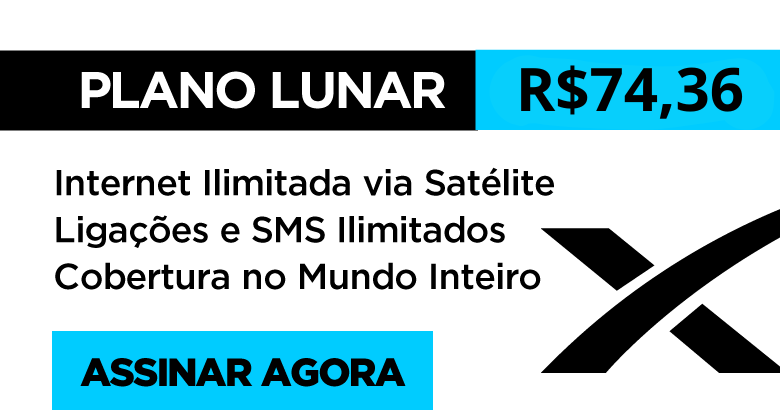 PLANO LUNAR
R$74,36
Internet Ilimitada via Satélite
Ligações e SMS Ilimitados
Cobertura no Mundo Inteiro
ASSINAR AGORA